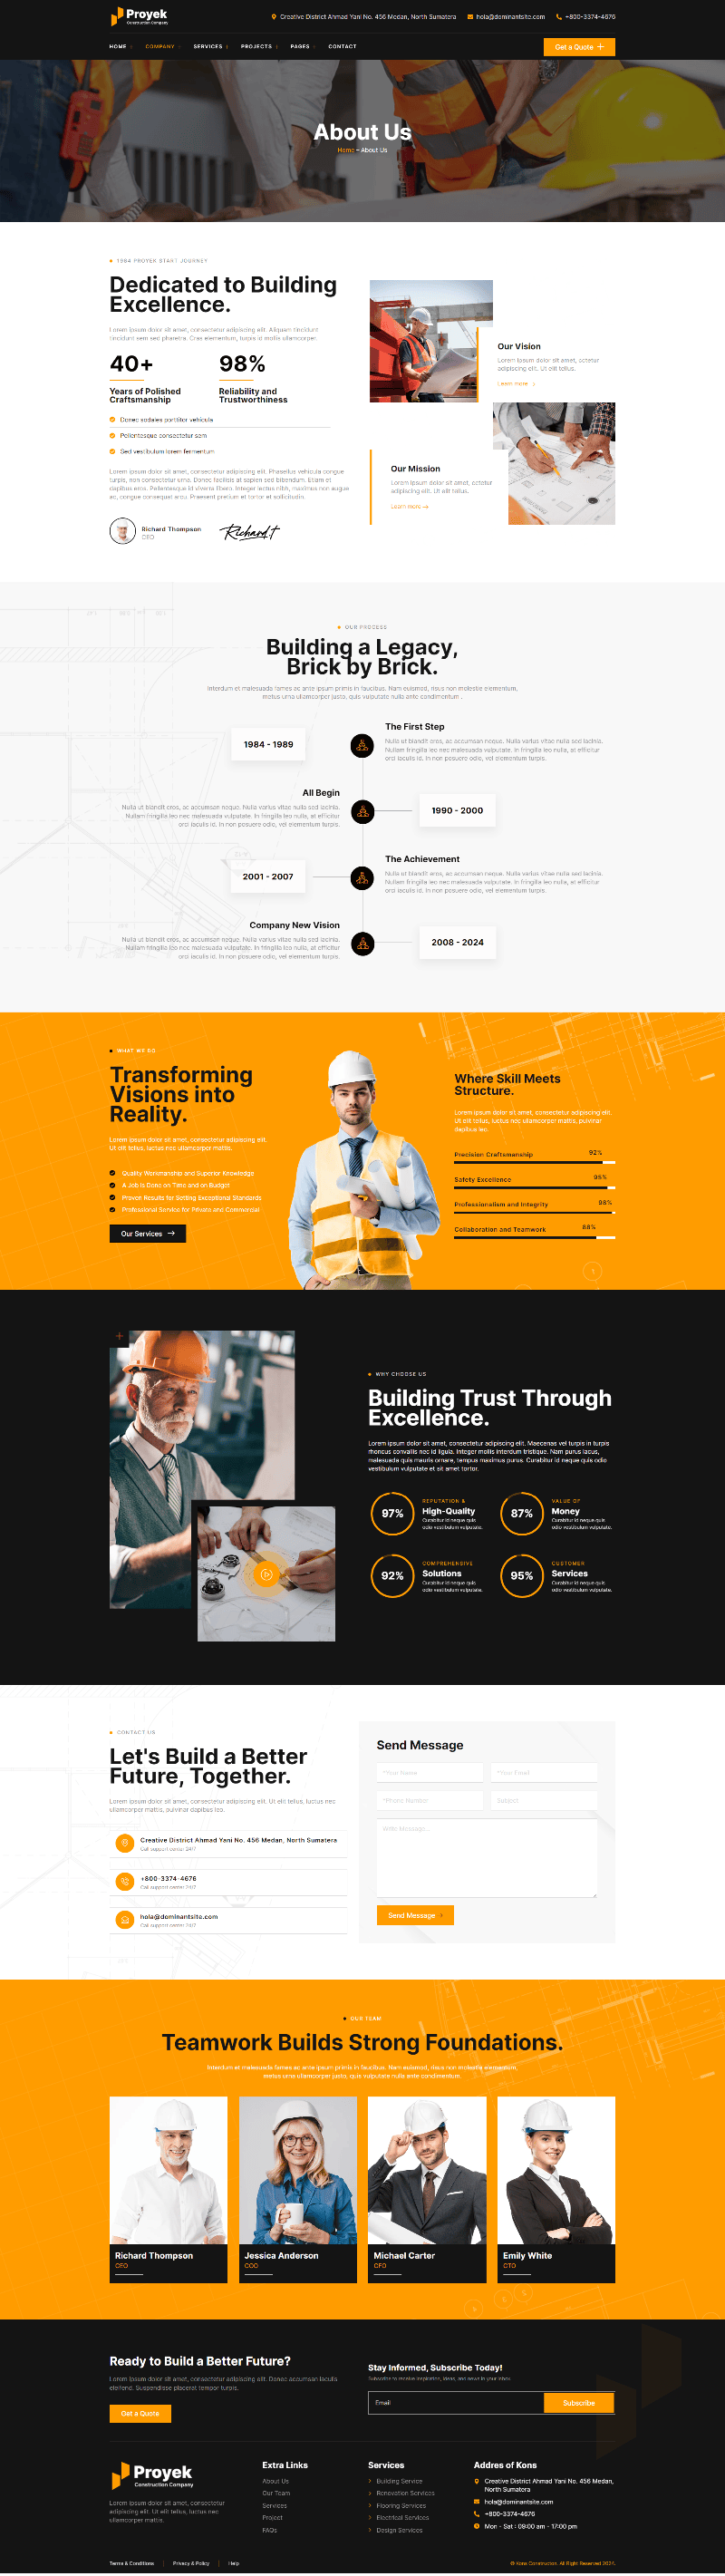 Proyek
Construction Company
Creative District Ahmad Yani No. 456 Medan, North Sumatera
hola@dominantsite.com
+800-3374-4676
HOME
COMPANY
SERVICES
PROJECTS
PAGES
CONTACT
Get a Quote
About Us
Home – About Us
1984 PROYEK START JOURNEY
Dedicated to Building
Excellence.
Lorem ipsum dolor sit amet, consectetur adipiscing elit. Aliquam tincidunt
tincidunt sem sed pharetra. Cras elementum, turpis id mollis ullamcorper.
40+
98%
Years of Polished
Craftsmanship
Reliability and
Trustworthiness
Donec sodales porttitor vehicula
Pellentesque consectetur sem
Sed vestibulum lorem fermentum
Lorem ipsum dolor sit amet, consectetur adipiscing elit. Phasellus vehicula congue
turpis, non consectetur urna. Donec facilisis at sapien sed bibendum. Etiam et
dapibus eros. Pellentesque id viverra libero. Integer lectus nibh, maximus non augue
ac, congue consequat arcu. Praesent pretium et tortor et sollicitudin.
Richard Thompson
CEO
Richard T
Our Vision
Lorem ipsum dolor sit amet, ctetur
adipiscing elit. Ut elit tellus.
Learn more
Our Mission
Lorem ipsum dolor sit amet, ctetur
adipiscing elit. Ut elit tellus.
Learn more
OUR PROCESS
Building a Legacy,
Brick by Brick.
Interdum et malesuada fames ac ante ipsum primis in faucibus. Nam euismod, risus non molestie elementum,
metus urna ullamcorper justo, quis vulputate nulla ante condimentum .
1984 - 1989
The First Step
Nulla ut blandit eros, ac accumsan neque. Nulla varius vitae nulla sed lacinia.
Nullam fringilla leo nec malesuada vulputate. In fringilla leo nulla, at efficitur
orci iaculis id. In non posuere odio, vel elementum turpis.
All Begin
Nulla ut blandit eros, ac accumsan neque. Nulla varius vitae nulla sed lacinia.
Nullam fringilla leo nec malesuada vulputate. In fringilla leo nulla, at efficitur
orci iaculis id. In non posuere odio, vel elementum turpis.
1990 - 2000
2001 - 2007
The Achievement
Nulla ut blandit eros, ac accumsan neque. Nulla varius vitae nulla sed lacinia.
Nullam fringilla leo nec malesuada vulputate. In fringilla leo nulla, at efficitur
orci iaculis id. In non posuere odio, vel elementum turpis.
Company New Vision
Nulla ut blandit eros, ac accumsan neque. Nulla varius vitae nulla sed lacinia.
Nullam fringilla leo nec malesuada vulputate. In fringilla leo nulla, at efficitur
orci iaculis id. In non posuere odio, vel elementum turpis.
2008 - 2024
WHAT WE DO
Transforming
Visions into
Reality.
Lorem ipsum dolor sit amet, consectetur adipiscing elit.
Ut elit tellus, luctus nec ullamcorper mattis.
Quality Workmanship and Superior Knowledge
A Job is Done on Time and on Budget
Proven Results for Setting Exceptional Standards
Professional Service for Private and Commercial
Our Services
Where Skill Meets
Structure.
Lorem ipsum dolor sit amet, consectetur adipiscing elit.
Ut elit tellus, luctus nec ullamcorper mattis, pulvinar
dapibus leo.
Precision Craftsmanship 92%
Safety Excellence 95%
Professionalism and Integrity 98%
Collaboration and Teamwork 88%
WHY CHOOSE US
Building Trust Through
Excellence.
Lorem ipsum dolor sit amet, consectetur adipiscing elit. Maecenas vel turpis in turpis
rhoncus convallis nec id ligula. Integer mollis interdum tristique. Nam purus lacus,
malesuada quis mauris ornare, tempus maximus purus. Curabitur id neque quis odio
vestibulum vulputate et sit amet tortor.
97%
REPUTATION &
High-Quality
Curabitur id neque quis
odio vestibulum vulputate.
87%
VALUE OF
Money
Curabitur id neque quis
odio vestibulum vulputate.
92%
COMPREHENSIVE
Solutions
Curabitur id neque quis
odio vestibulum vulputate.
95%
CUSTOMER
Services
Curabitur id neque quis
odio vestibulum vulputate.
CONTACT US
Let's Build a Better
Future, Together.
Lorem ipsum dolor sit amet, consectetur adipiscing elit. Ut elit tellus, luctus nec
ullamcorper mattis, pulvinar dapibus leo.
Creative District Ahmad Yani No. 456 Medan, North Sumatera
Call support center 24/7
+800-3374-4676
Call support center 24/7
hola@dominantsite.com
Call support center 24/7
Send Message
*Your Name
*Your Email
*Phone Number
Subject
Write Message...
Send Message
OUR TEAM
Teamwork Builds Strong Foundations.
Interdum et malesuada fames ac ante ipsum primis in faucibus. Nam euismod, risus non molestie elementum,
metus urna ullamcorper justo, quis vulputate nulla ante condimentum.
Richard Thompson
CEO
Jessica Anderson
COO
Michael Carter
CFO
Emily White
CTO
Ready to Build a Better Future?
Lorem ipsum dolor sit amet, consectetur adipiscing elit. Donec accumsan iaculis
eleifend. Suspendisse placerat tempor turpis.
Get a Quote
Stay Informed, Subscribe Today!
Subscribe to receive inspiration, ideas, and news in your inbox.
Email
Subscribe
Proyek
Construction Company
Lorem ipsum dolor sit amet, consectetur
adipiscing elit. Ut elit tellus, luctus nec
ullamcorper mattis.
Extra Links
About Us
Our Team
Services
Project
FAQs
Services
Building Service
Renovation Services
Flooring Services
Electrical Services
Design Services
Addres of Kons
Creative District Ahmad Yani No. 456 Medan,
North Sumatera
hola@dominantsite.com
+800-3374-4676
Mon - Sat : 09:00 am - 17:00 pm
Terms & Conditions
Privacy & Policy
Help
© Kons Construction. All Right Reserved 2024.